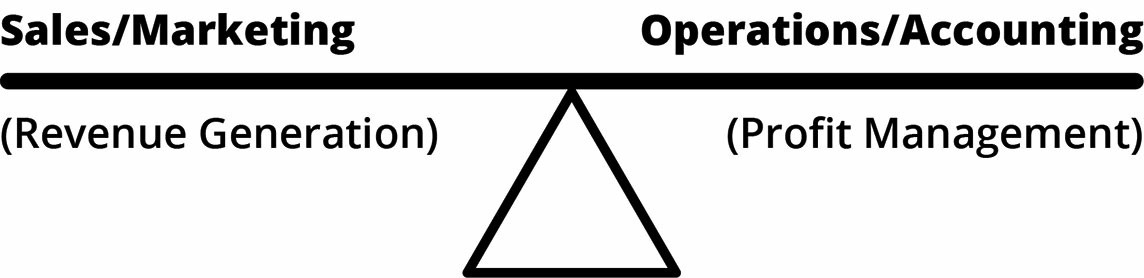 Sales/Marketing
Operations/Accounting
(Revenue Generation)
(Profit Management)